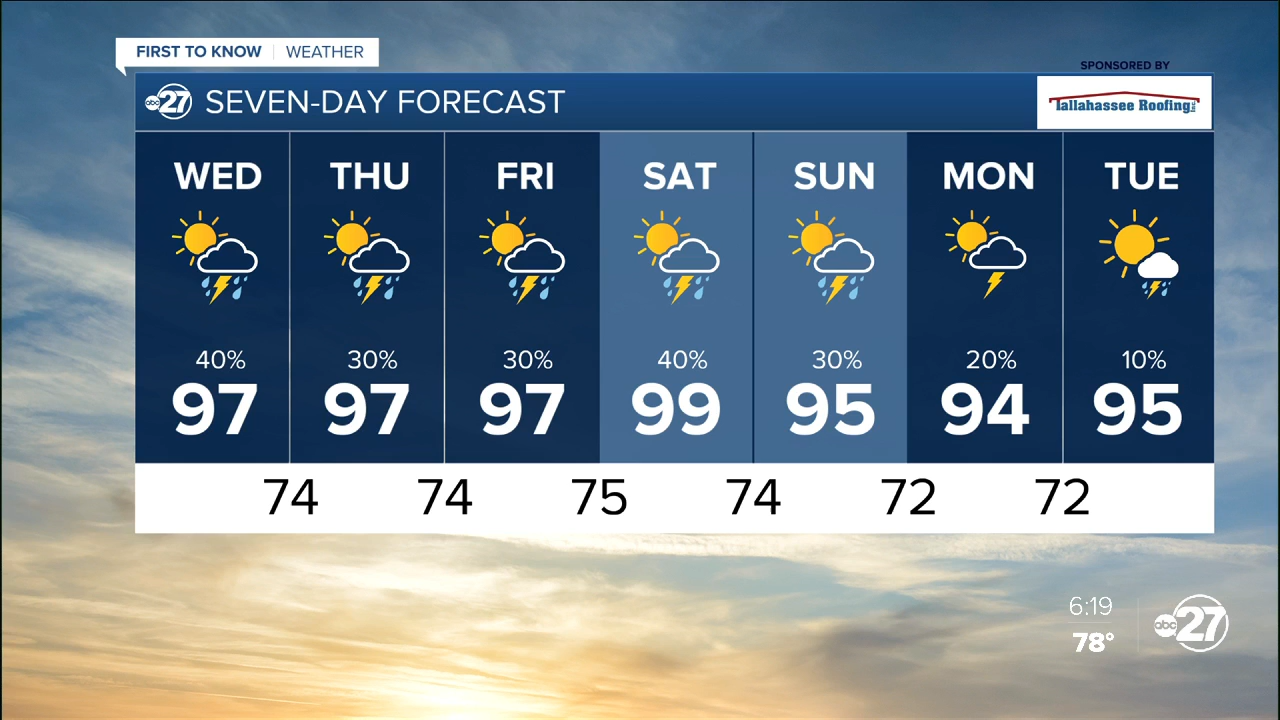 FIRST TO KNOW WEATHER
SPONSORED BY
abc 27 SEVEN-DAY FORECAST
Tallahassee Roofing Inc.
WED THU FRI SAT SUN MON TUE
40% 30% 30% 40% 30% 20% 10%
97 97 97 99 95 94 95
74 74 75 74 72 72
6:19
78°
abc 27